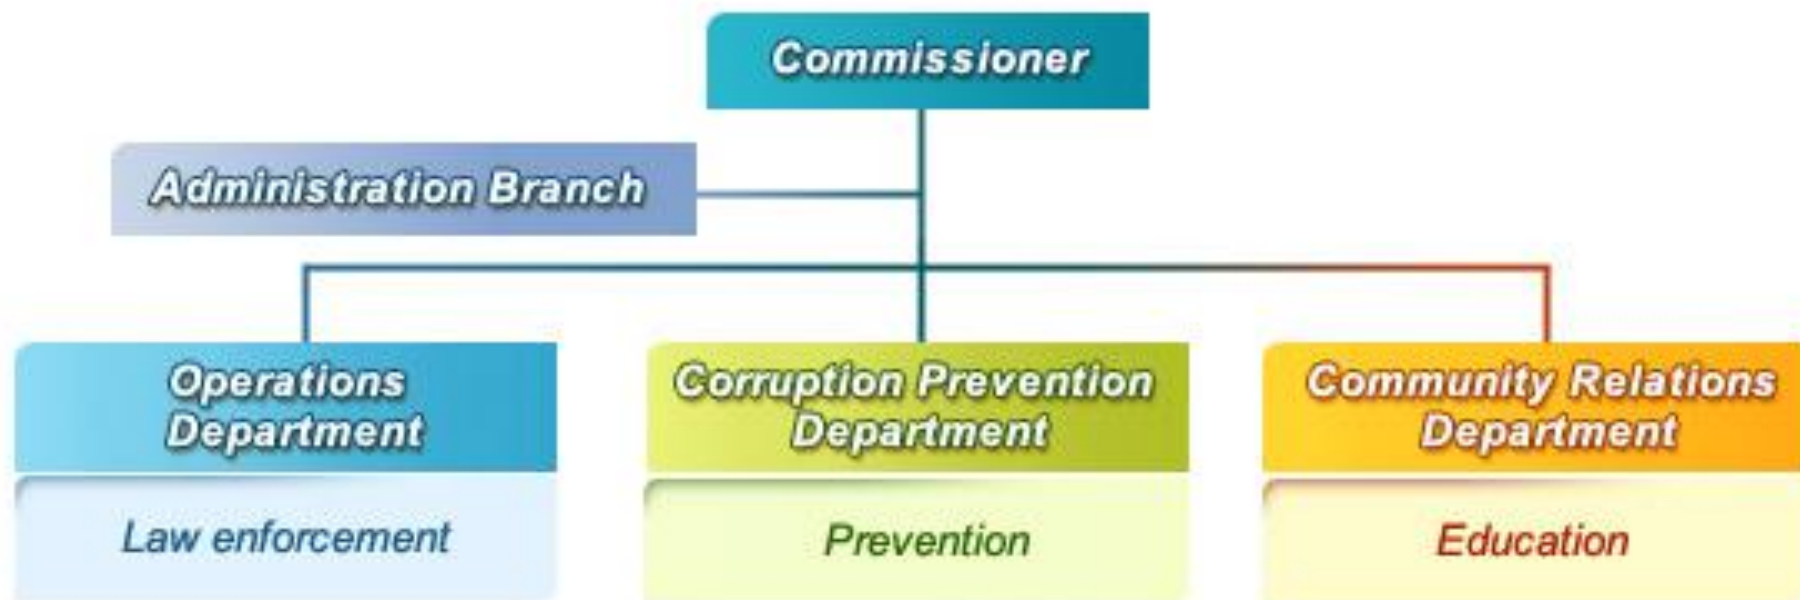 Commissioner
Administration Branch
Operations
Department
Law enforcement
Corruption Prevention
Department
Prevention
Community Relations
Department
Education